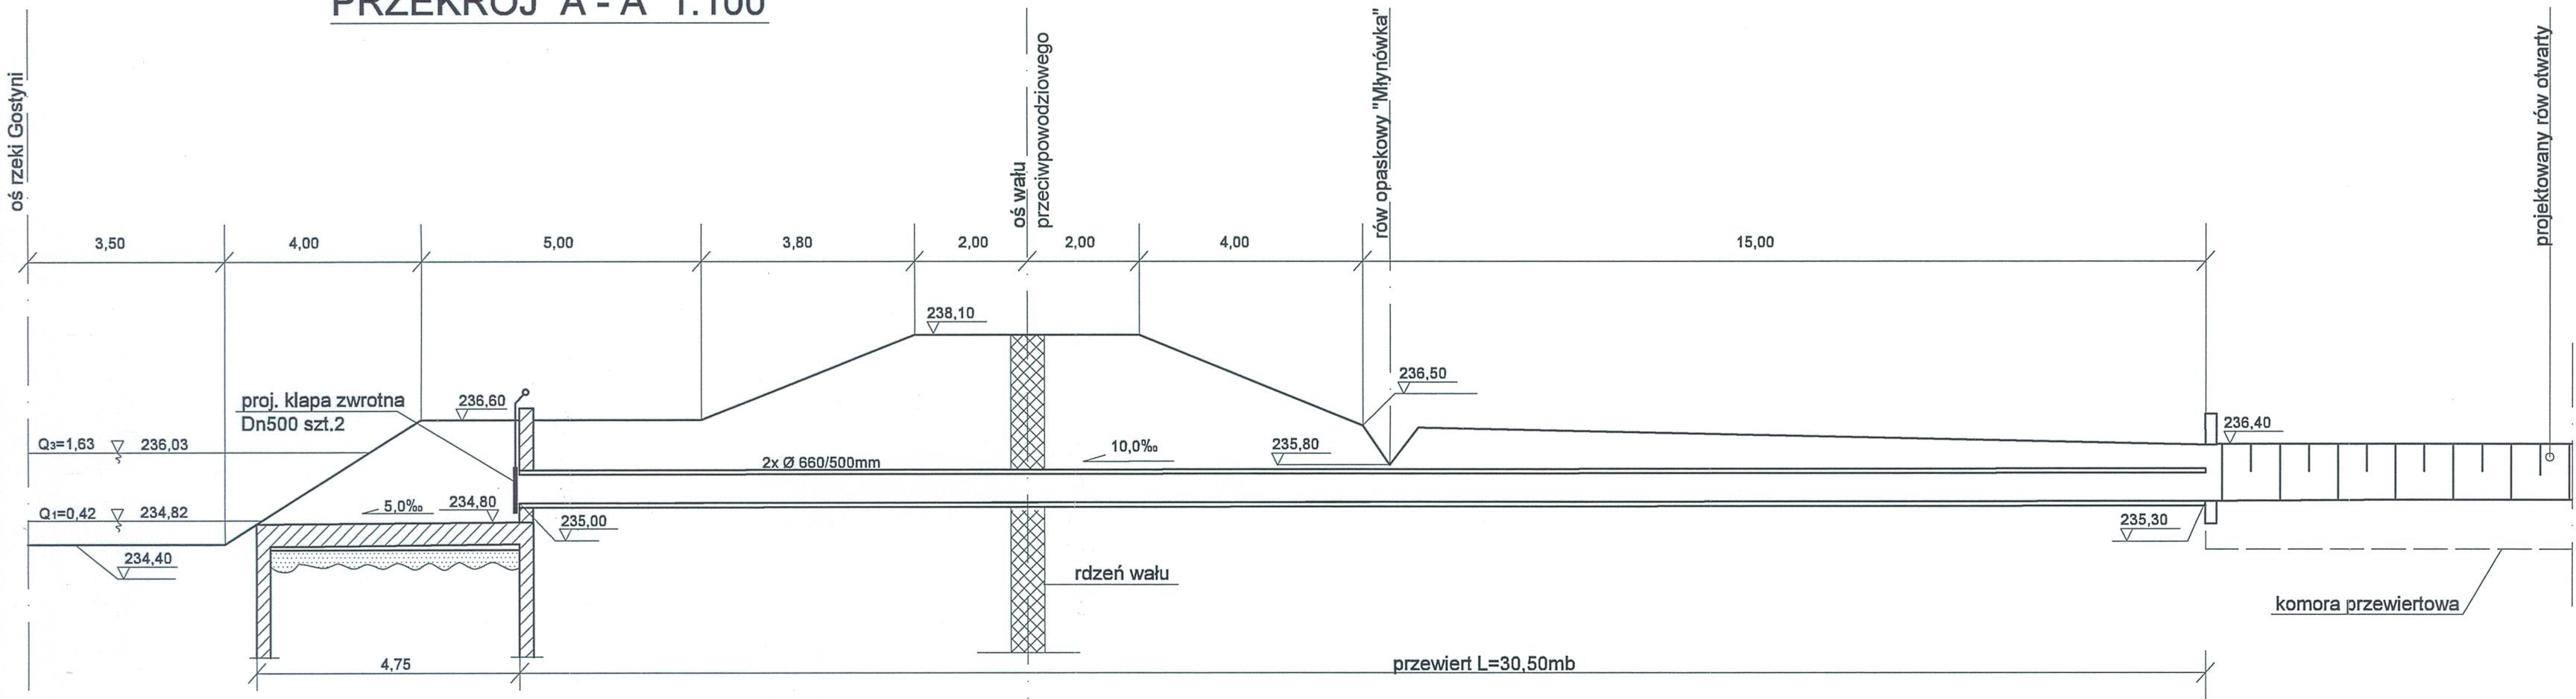 PRZEKRÓJ A - A 1:100
oś rzeki Gostyni
oś wału
przeciwpowodziowego
rów opaskowy "Młynówka"
projektowany rów otwarty
3,50
4,00
5,00
3,80
2,00
2,00
4,00
15,00
238,10
236,50
proj. klapa zwrotna
Dn500 szt.2
236,60
236,40
Q3=1,63
236,03
10,0‰
235,80
2x Ø 660/500mm
Q1=0,42
234,82
5,0‰
234,80
235,00
235,30
234,40
rdzeń wału
komora przewiertowa
4,75
przewiert L=30,50mb